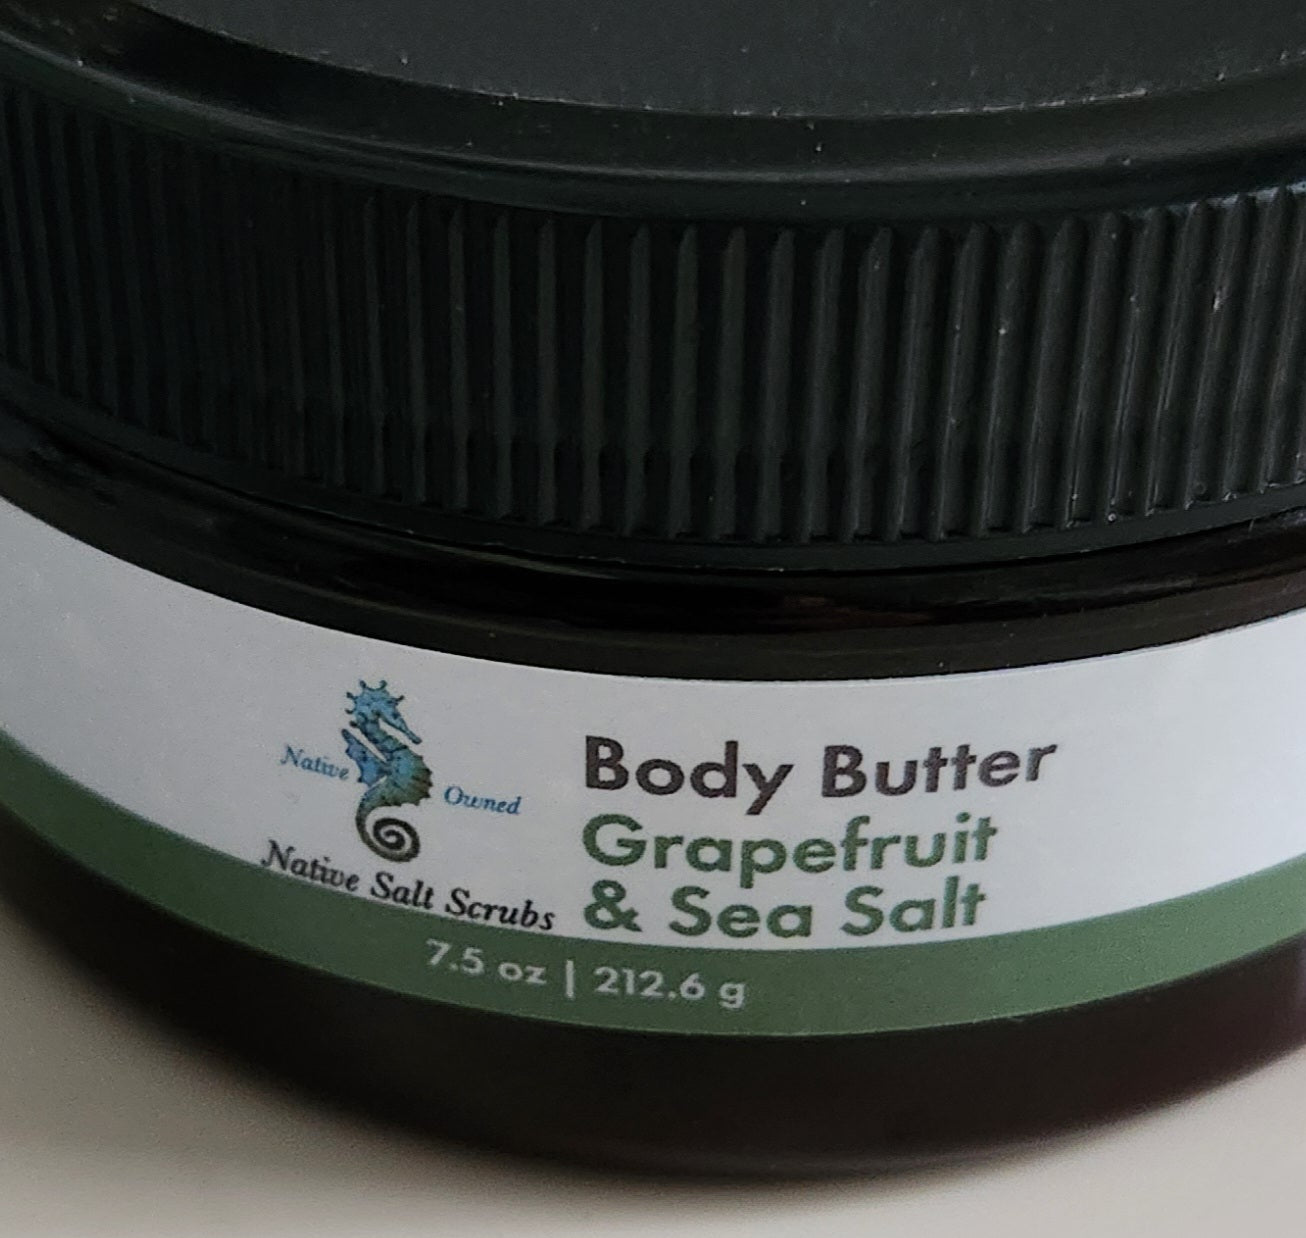 Native Owned
Native Salt Scrubs
Body Butter
Grapefruit
& Sea Salt
7.5 oz | 212.6 g